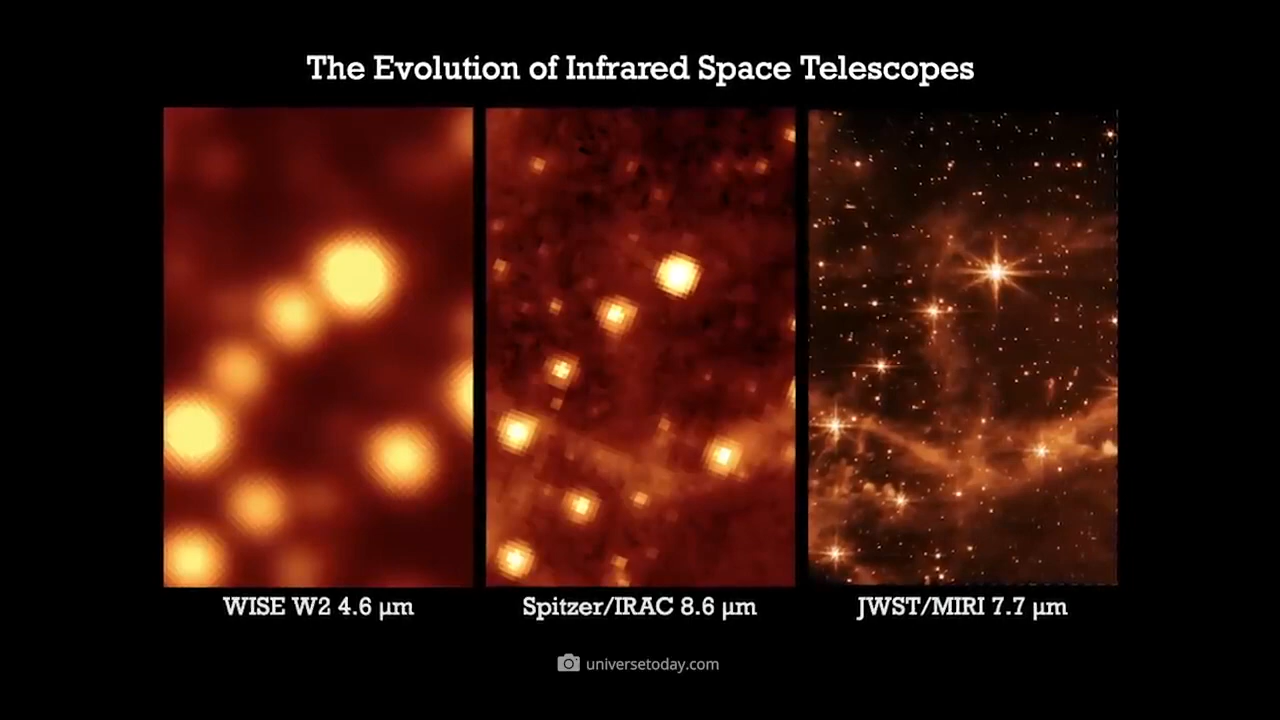 The Evolution of Infrared Space Telescopes
WISE W2 4.6 µm
Spitzer/IRAC 8.6 µm
JWST/MIRI 7.7 µm
universetoday.com